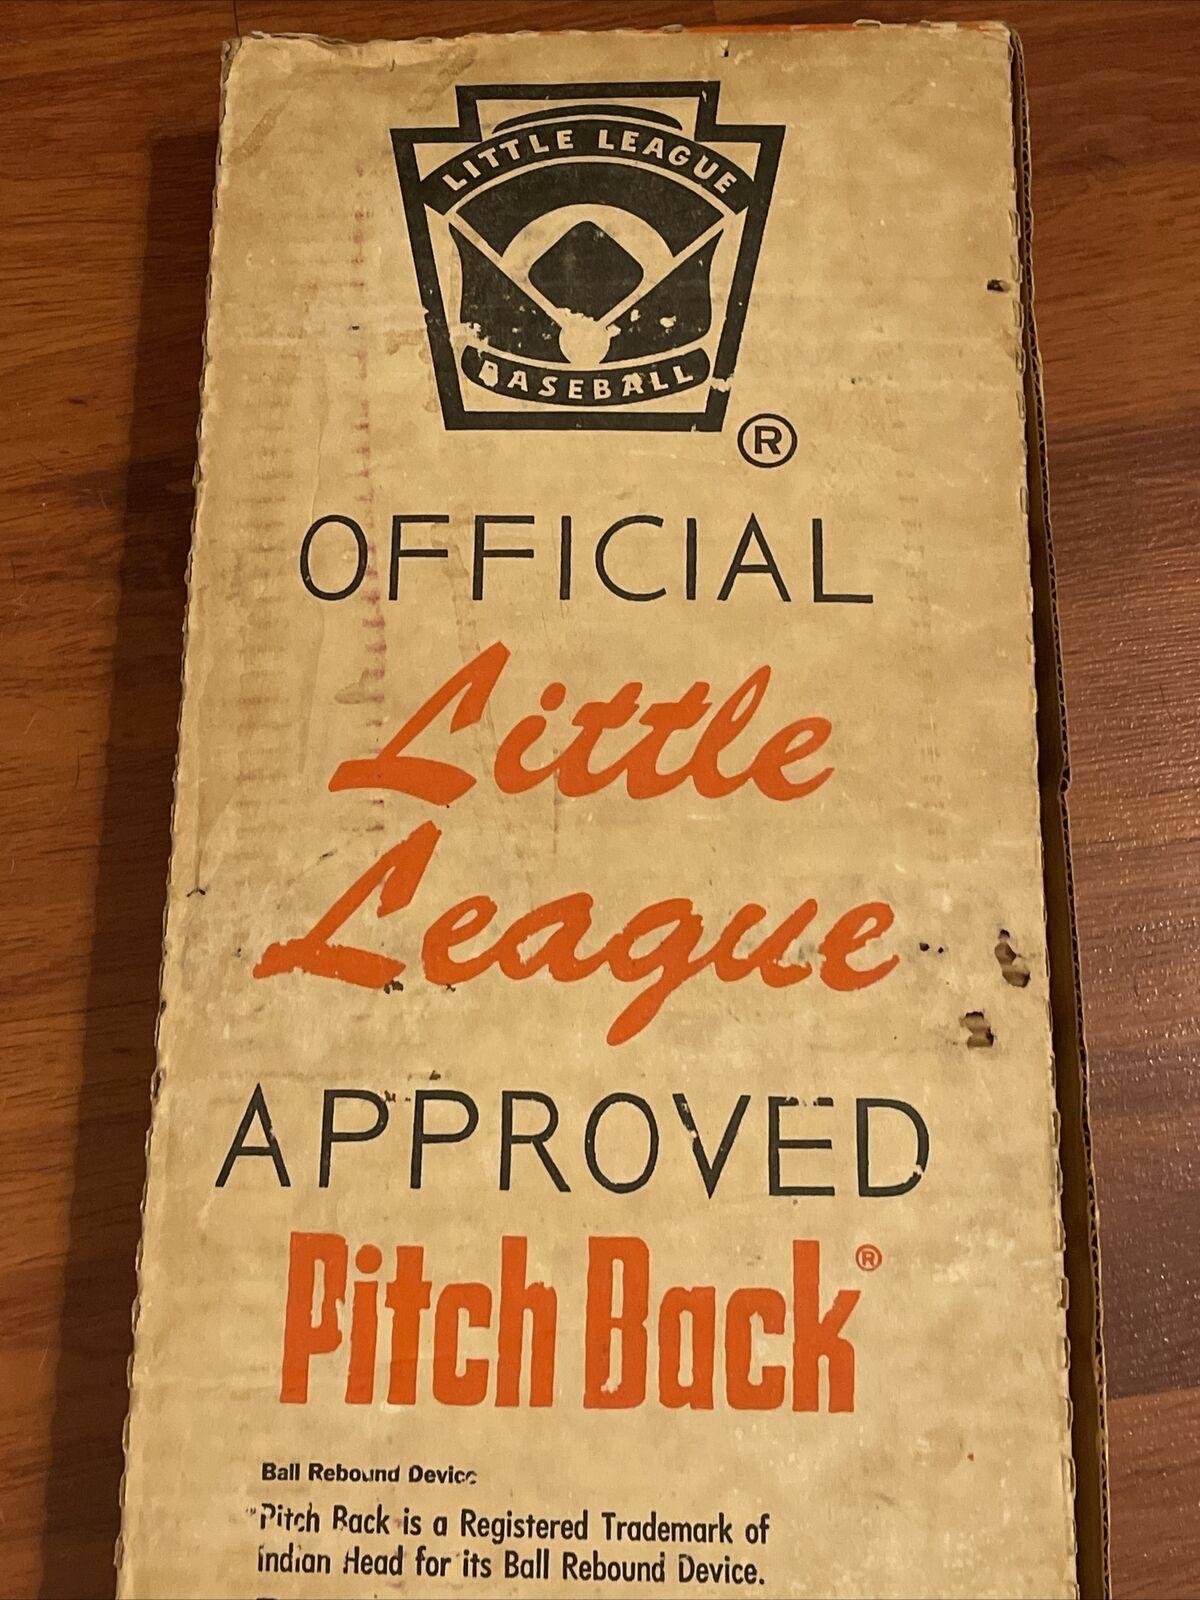 LITTLE LEAGUE
BASEBALL
®
OFFICIAL
Little
League
APPROVED
Pitch Back®
Ball Rebound Device
"Pitch Back is a Registered Trademark of
Indian Head for its Ball Rebound Device.